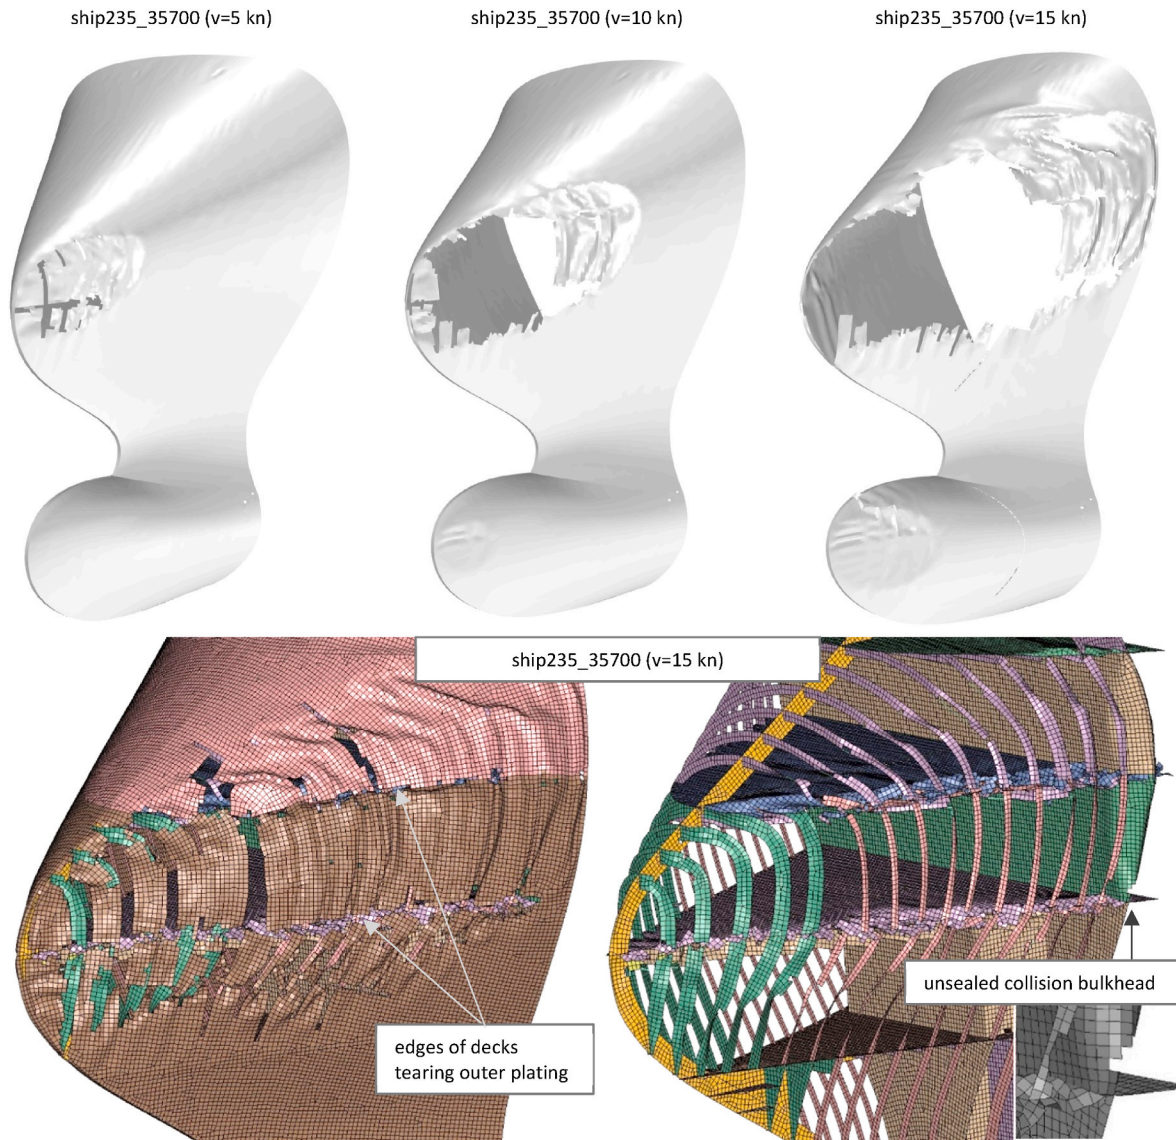 ship235_35700 (v=5 kn)
ship235_35700 (v=10 kn)
ship235_35700 (v=15 kn)
ship235_35700 (v=15 kn)
unsealed collision bulkhead
edges of decks
tearing outer plating